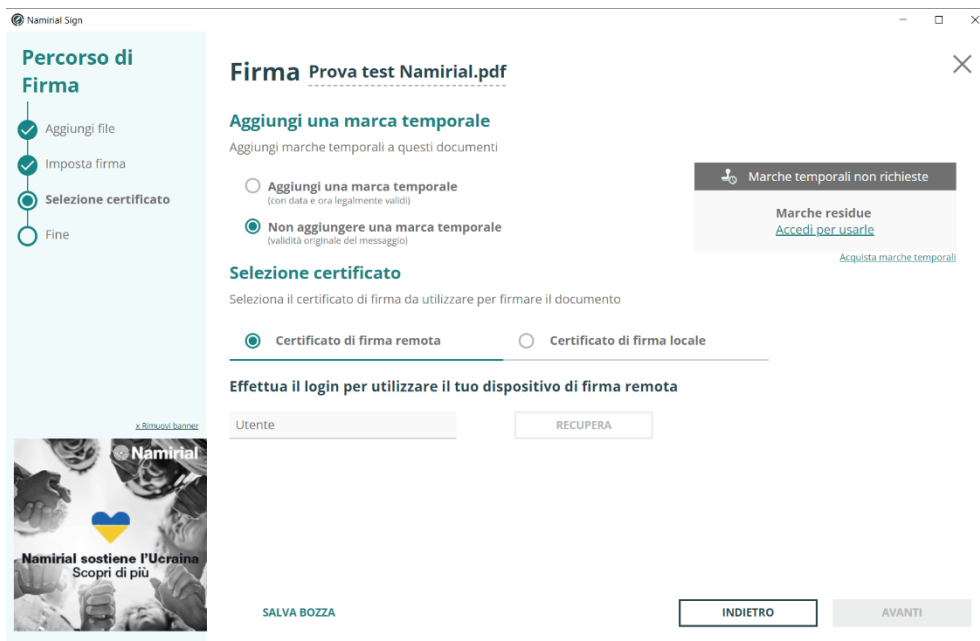 Namirial Sign
Percorso di
Firma
Aggiungi file
Imposta firma
Selezione certificato
Fine
x Rimuovi banner
Namirial
Namirial sostiene l'Ucraina
Scopri di più
Firma Prova test Namirial.pdf
Aggiungi una marca temporale
Aggiungi marche temporali a questi documenti
Aggiungi una marca temporale
(con data e ora legalmente validi)
Non aggiungere una marca temporale
(validità originale del messaggio)
Marche temporali non richieste
Marche residue
Accedi per usarle
Acquista marche temporali
Selezione certificato
Seleziona il certificato di firma da utilizzare per firmare il documento
Certificato di firma remota
Certificato di firma locale
Effettua il login per utilizzare il tuo dispositivo di firma remota
Utente
RECUPERA
SALVA BOZZA
INDIETRO
AVANTI